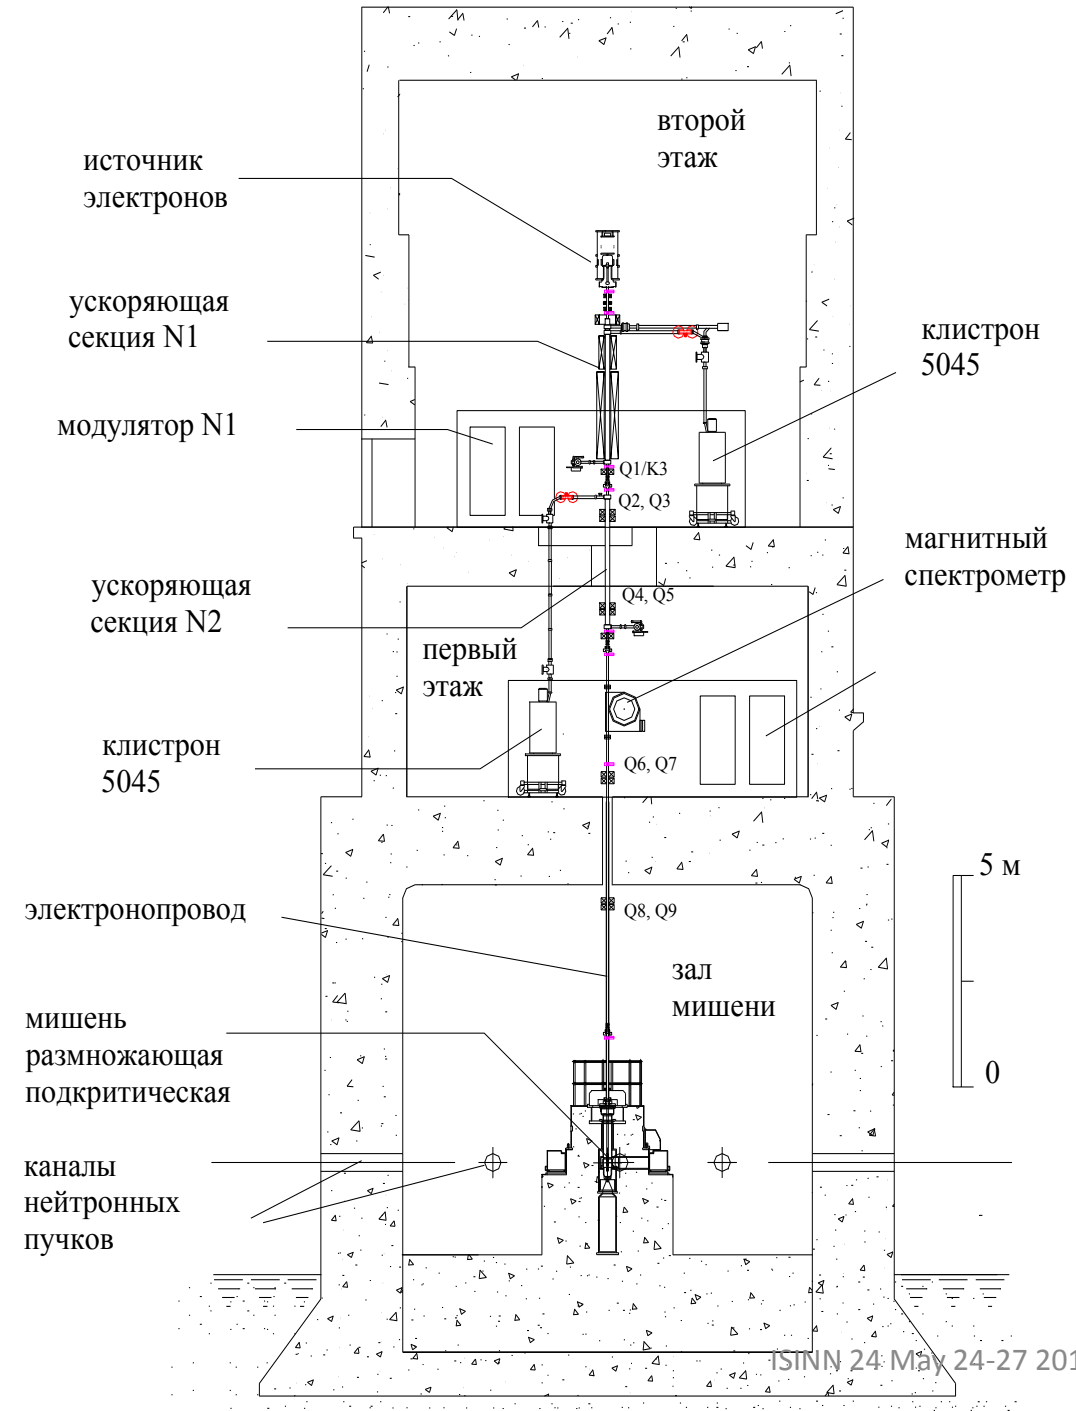 второй
этаж
источник
электронов
ускоряющая
секция N1
клистрон
5045
модулятор N1
Q1/K3
Q2, Q3
магнитный
спектрометр
ускоряющая
секция N2
Q4, Q5
первый
этаж
клистрон
5045
Q6, Q7
5 м
электронопровод
Q8, Q9
зал
мишени
мишень
размножающая
подкритическая
0
каналы
нейтронных
пучков
ISINN 24 May 24-27 201